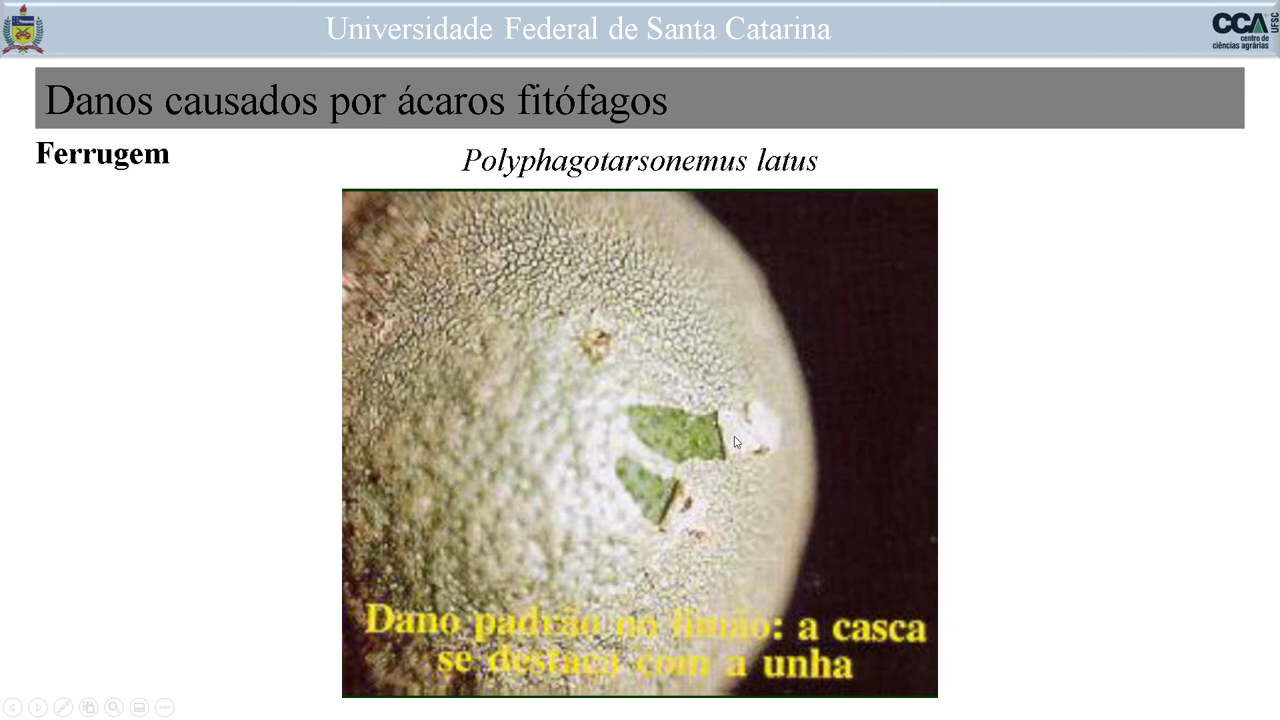 Universidade Federal de Santa Catarina
CCA UFSC
centro de
ciências agrárias
Danos causados por ácaros fitófagos
Ferrugem
Polyphagotarsonemus latus
Dano padrão no limão: a casca
se destaca com a unha